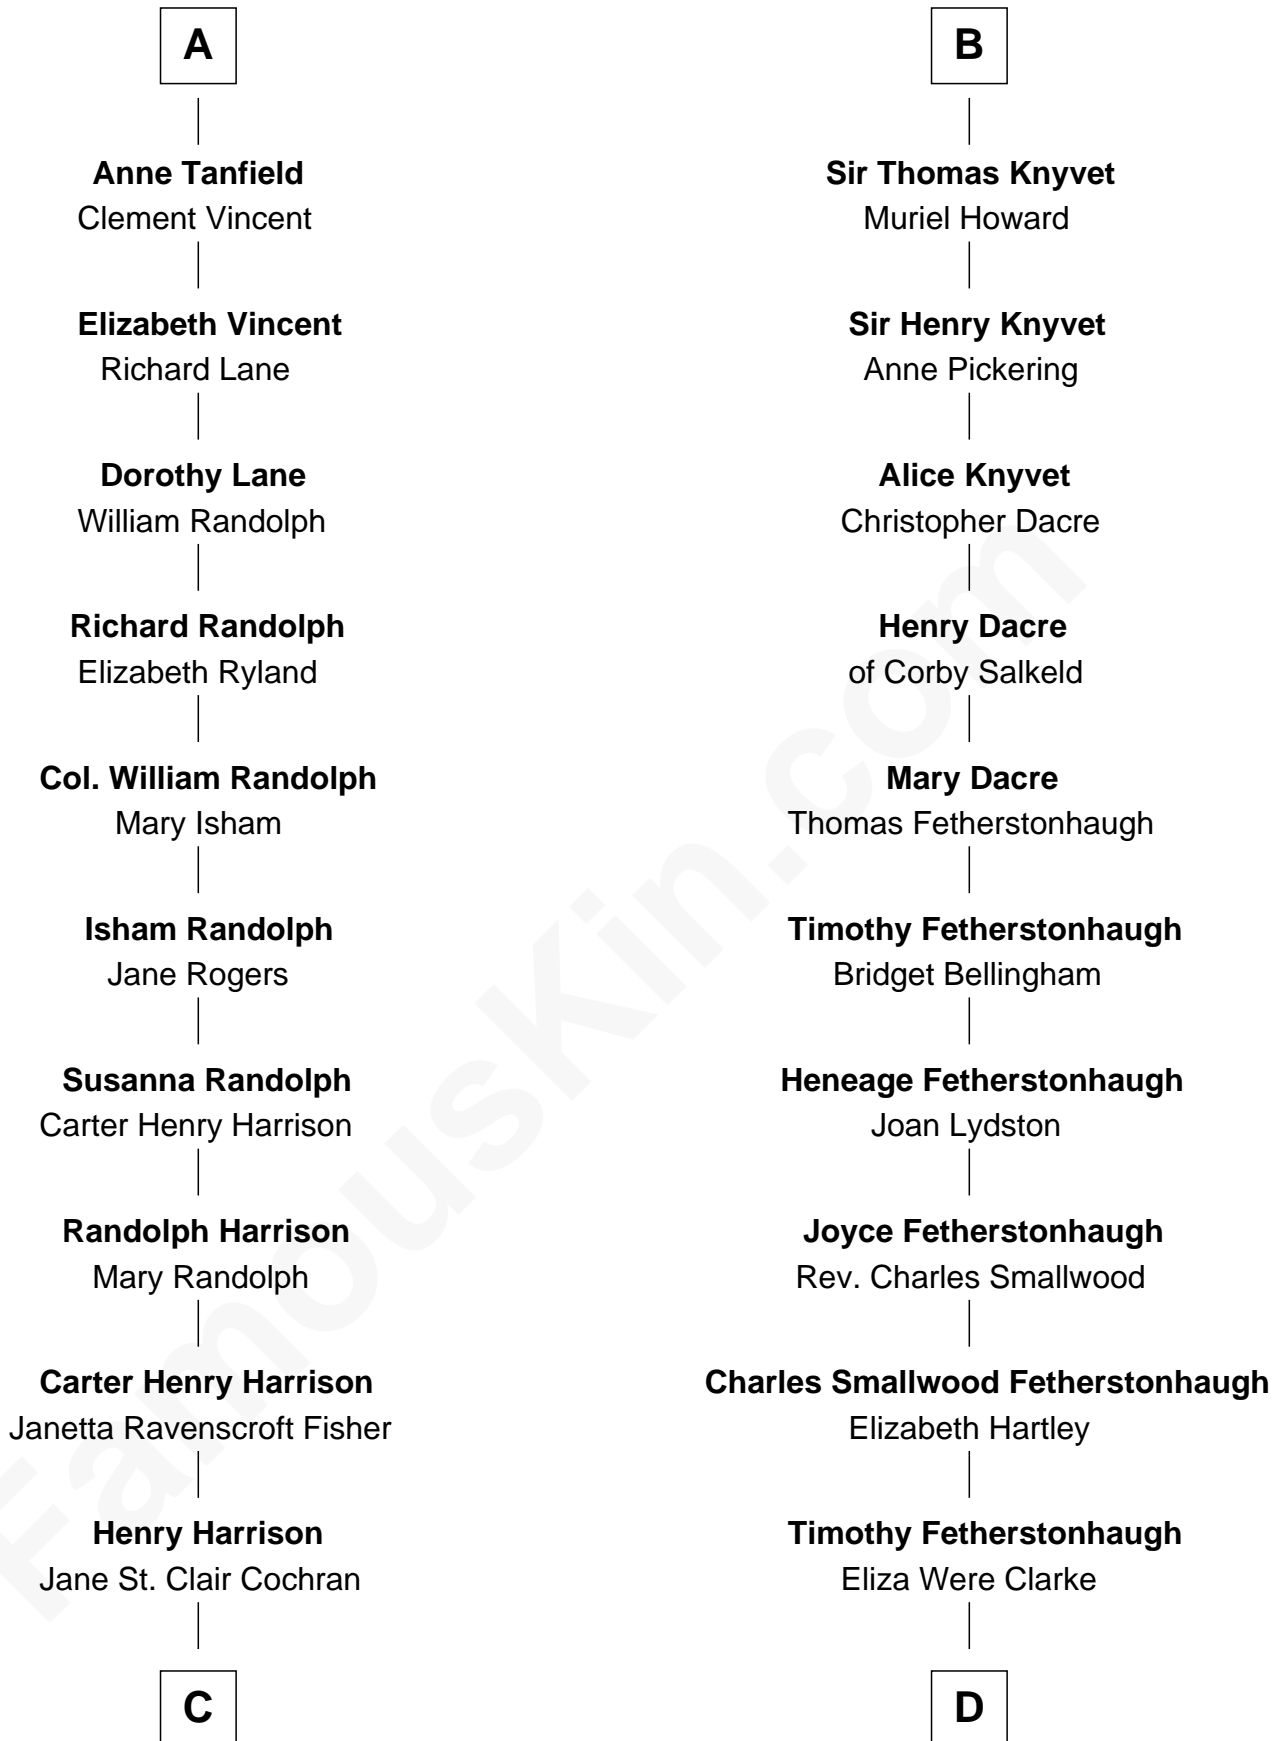 A
Anne Tanfield
Clement Vincent
Elizabeth Vincent
Richard Lane
Dorothy Lane
William Randolph
Richard Randolph
Elizabeth Ryland
Col. William Randolph
Mary Isham
Isham Randolph
Jane Rogers
Susanna Randolph
Carter Henry Harrison
Randolph Harrison
Mary Randolph
Carter Henry Harrison
Janetta Ravenscroft Fisher
Henry Harrison
Jane St. Clair Cochran
C
B
Sir Thomas Knyvet
Muriel Howard
Sir Henry Knyvet
Anne Pickering
Alice Knyvet
Christopher Dacre
Henry Dacre
of Corby Salkeld
Mary Dacre
Thomas Fetherstonhaugh
Timothy Fetherstonhaugh
Bridget Bellingham
Heneage Fetherstonhaugh
Joan Lydston
Joyce Fetherstonhaugh
Rev. Charles Smallwood
Charles Smallwood Fetherstonhaugh
Elizabeth Hartley
Timothy Fetherstonhaugh
Eliza Were Clarke
D
FamousKin.com